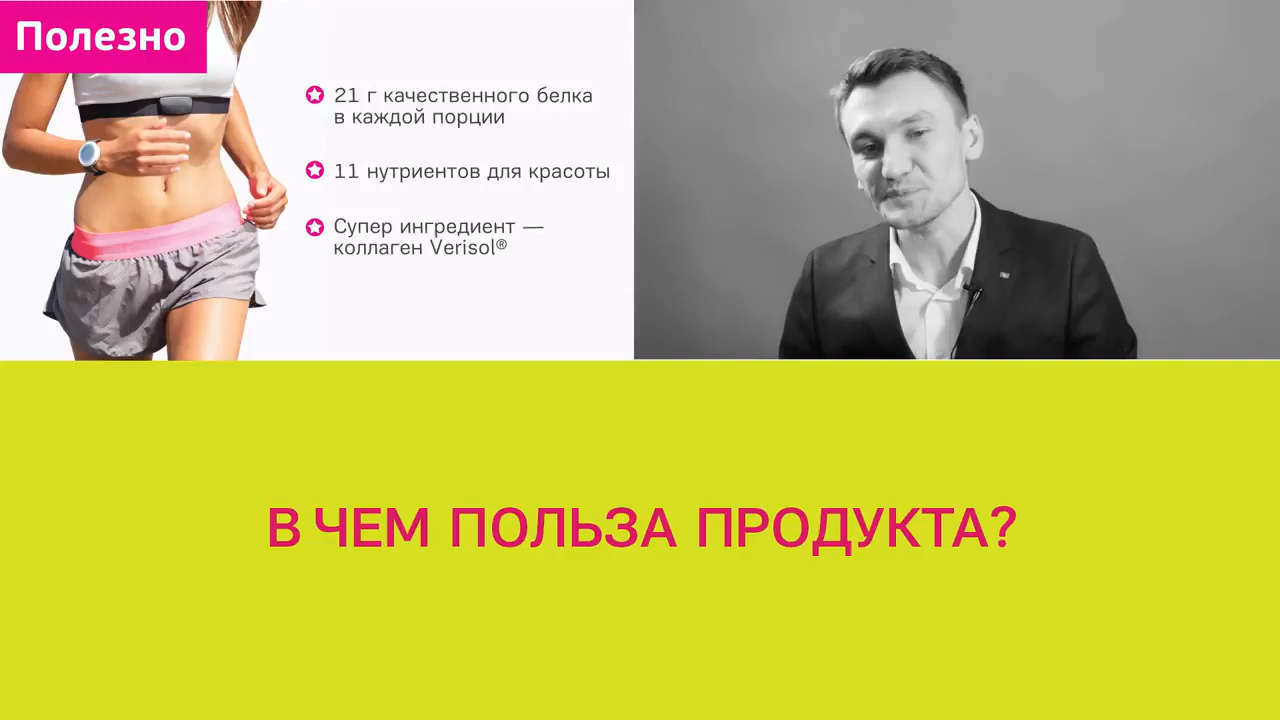 Полезно
21 г качественного белка
в каждой порции
11 нутриентов для красоты
Супер ингредиент —
коллаген Verisol®
В ЧЕМ ПОЛЬЗА ПРОДУКТА?